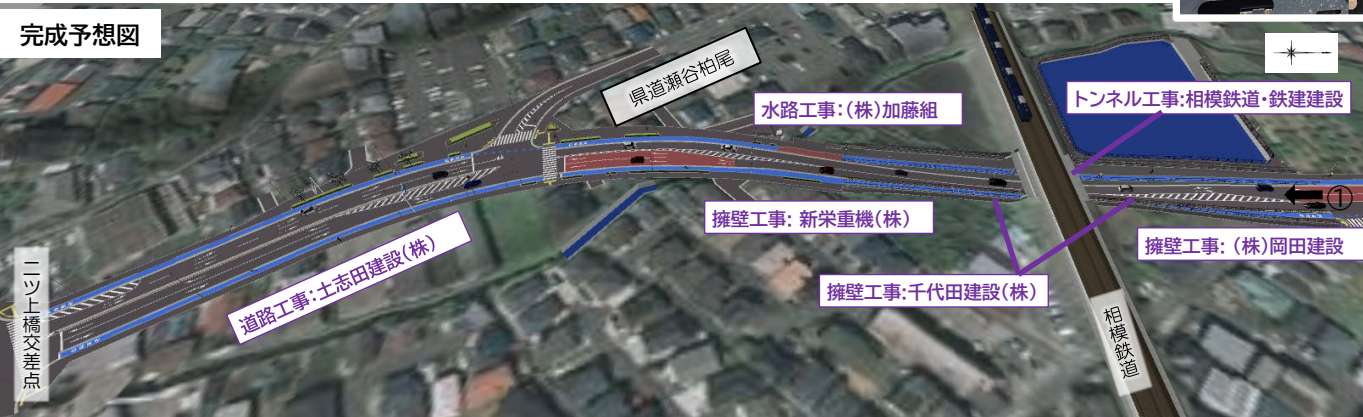 完成予想図
県道瀬谷柏尾
水路工事:(株)加藤組
トンネル工事:相模鉄道・鉄建建設
①
擁壁工事: 新栄重機(株)
擁壁工事: (株)岡田建設
道路工事:土志田建設(株)
擁壁工事:千代田建設(株)
二ツ上橋交差点
相模鉄道